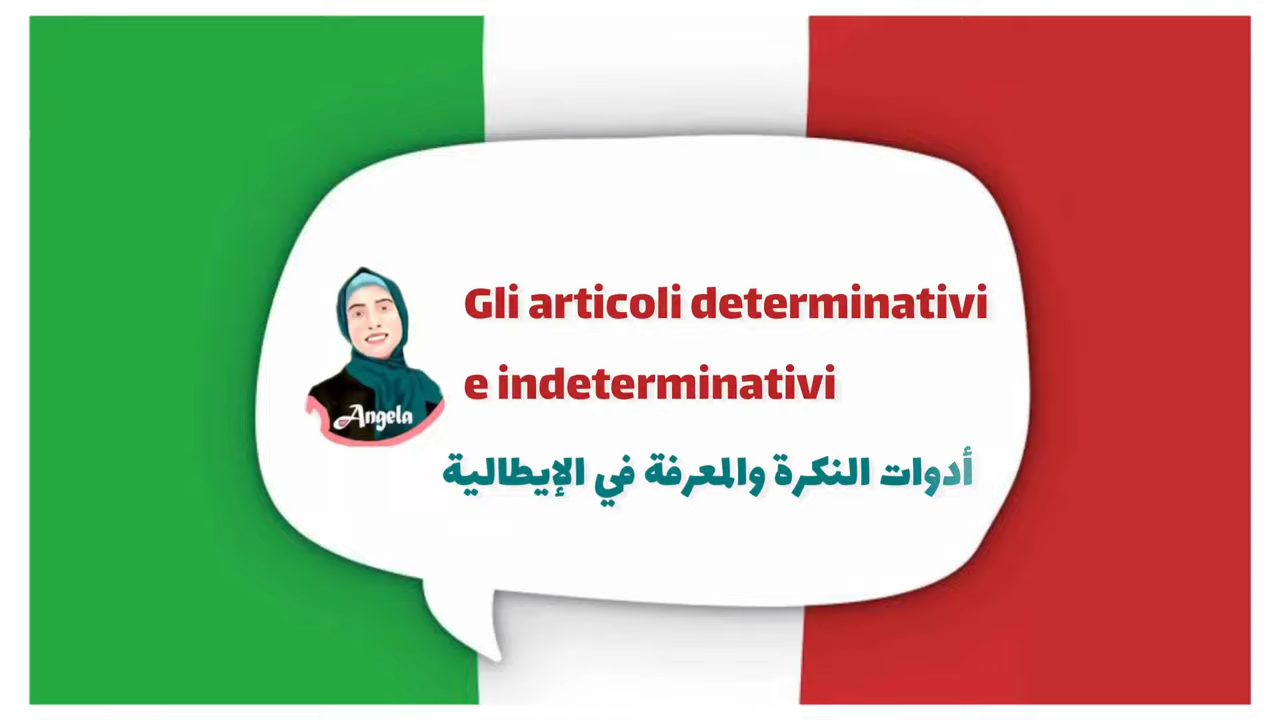 Gli articoli determinativi
e indeterminativi
أدوات النكرة والمعرفة في الإيطالية
Angela